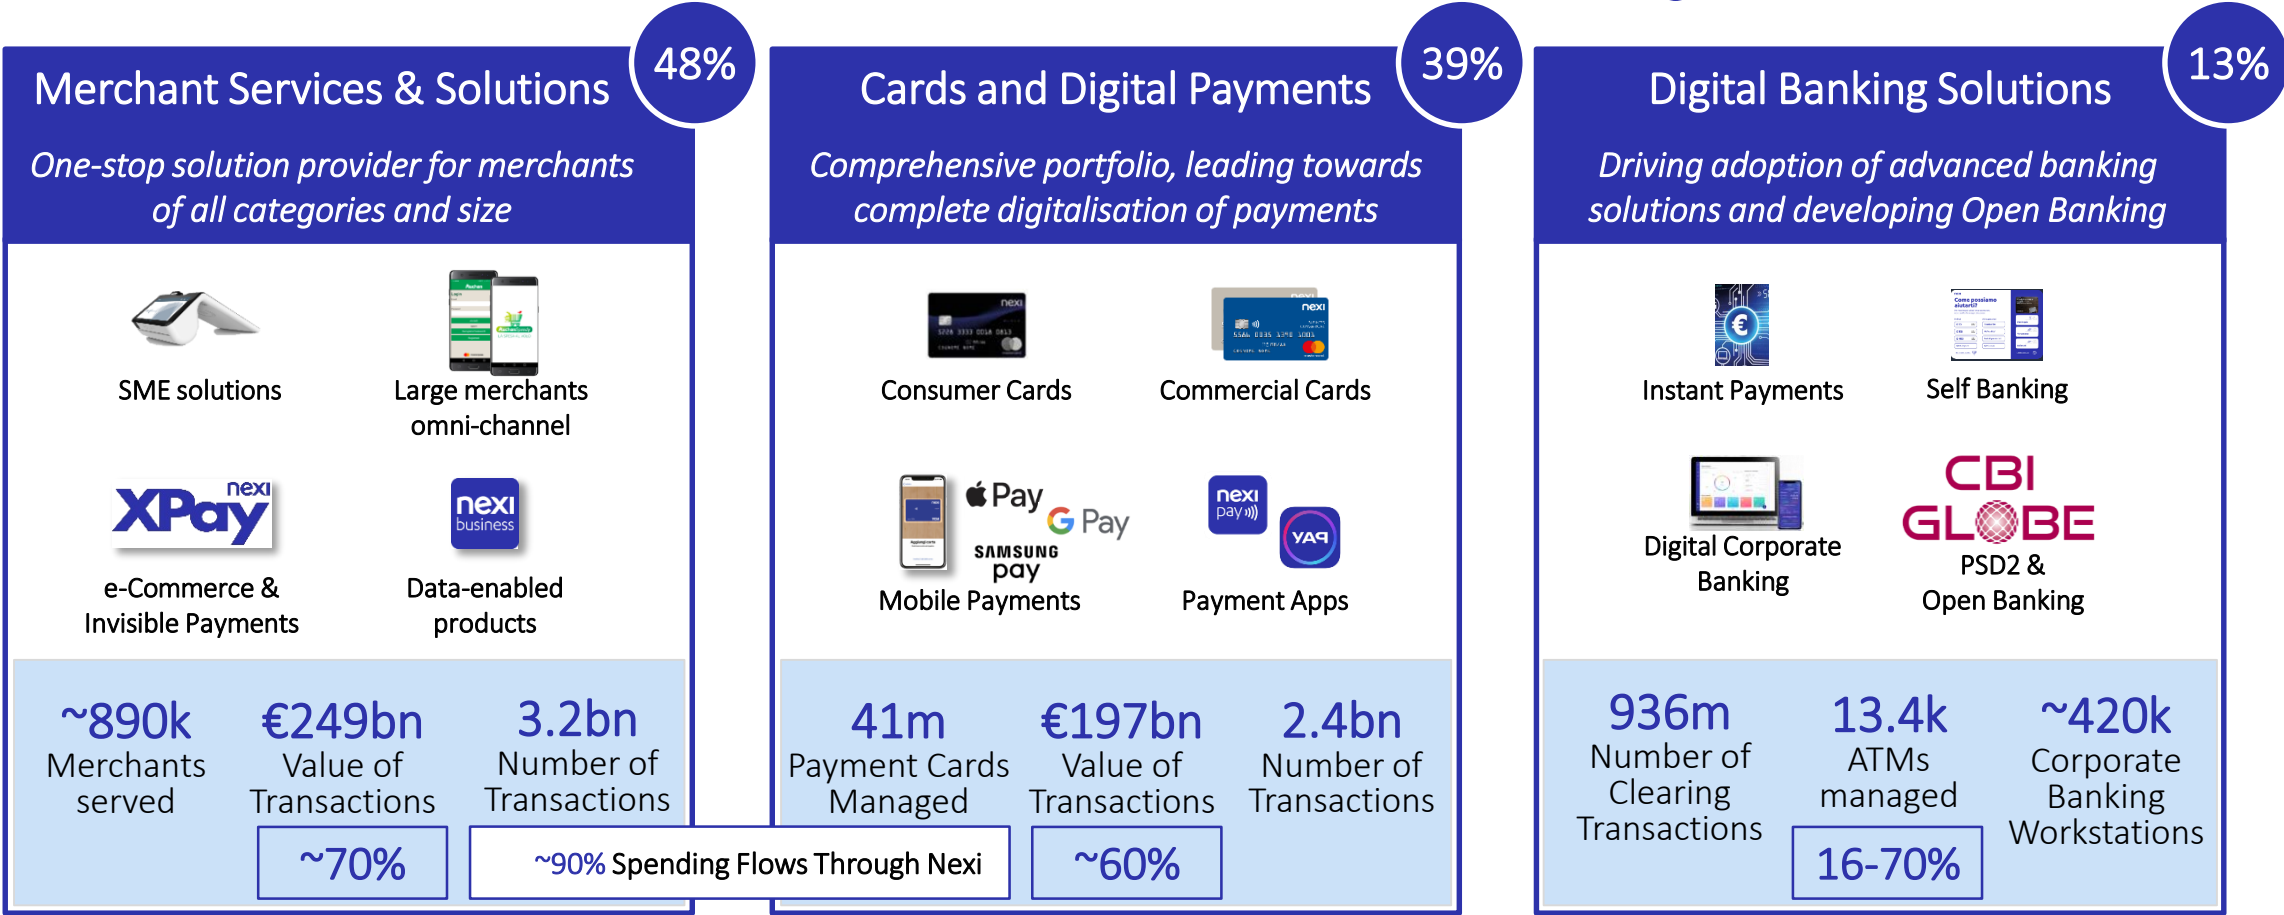 48%
Merchant Services & Solutions
One-stop solution provider for merchants
of all categories and size
SME solutions
Large merchants
omni-channel
nexi
XPay
e-Commerce &
Invisible Payments
nexi
business
Data-enabled
products
~890k
Merchants
served
€249bn
Value of
Transactions
~70%
3.2bn
Number of
Transactions
~90% Spending Flows Through Nexi
39%
Cards and Digital Payments
Comprehensive portfolio, leading towards
complete digitalisation of payments
nexi
Consumer Cards
nexi
nexi
Commercial Cards
Pay
G Pay
SAMSUNG
pay
Mobile Payments
nexi
pay
YAP
Payment Apps
41m
Payment Cards
Managed
€197bn
Value of
Transactions
~60%
2.4bn
Number of
Transactions
13%
Digital Banking Solutions
Driving adoption of advanced banking
solutions and developing Open Banking
€
Instant Payments
Come possiamo
aiutarti?
Self Banking
Digital Corporate
Banking
CBI
GLOBE
PSD2 &
Open Banking
936m
Number of
Clearing
Transactions
13.4k
ATMs
managed
16-70%
~420k
Corporate
Banking
Workstations